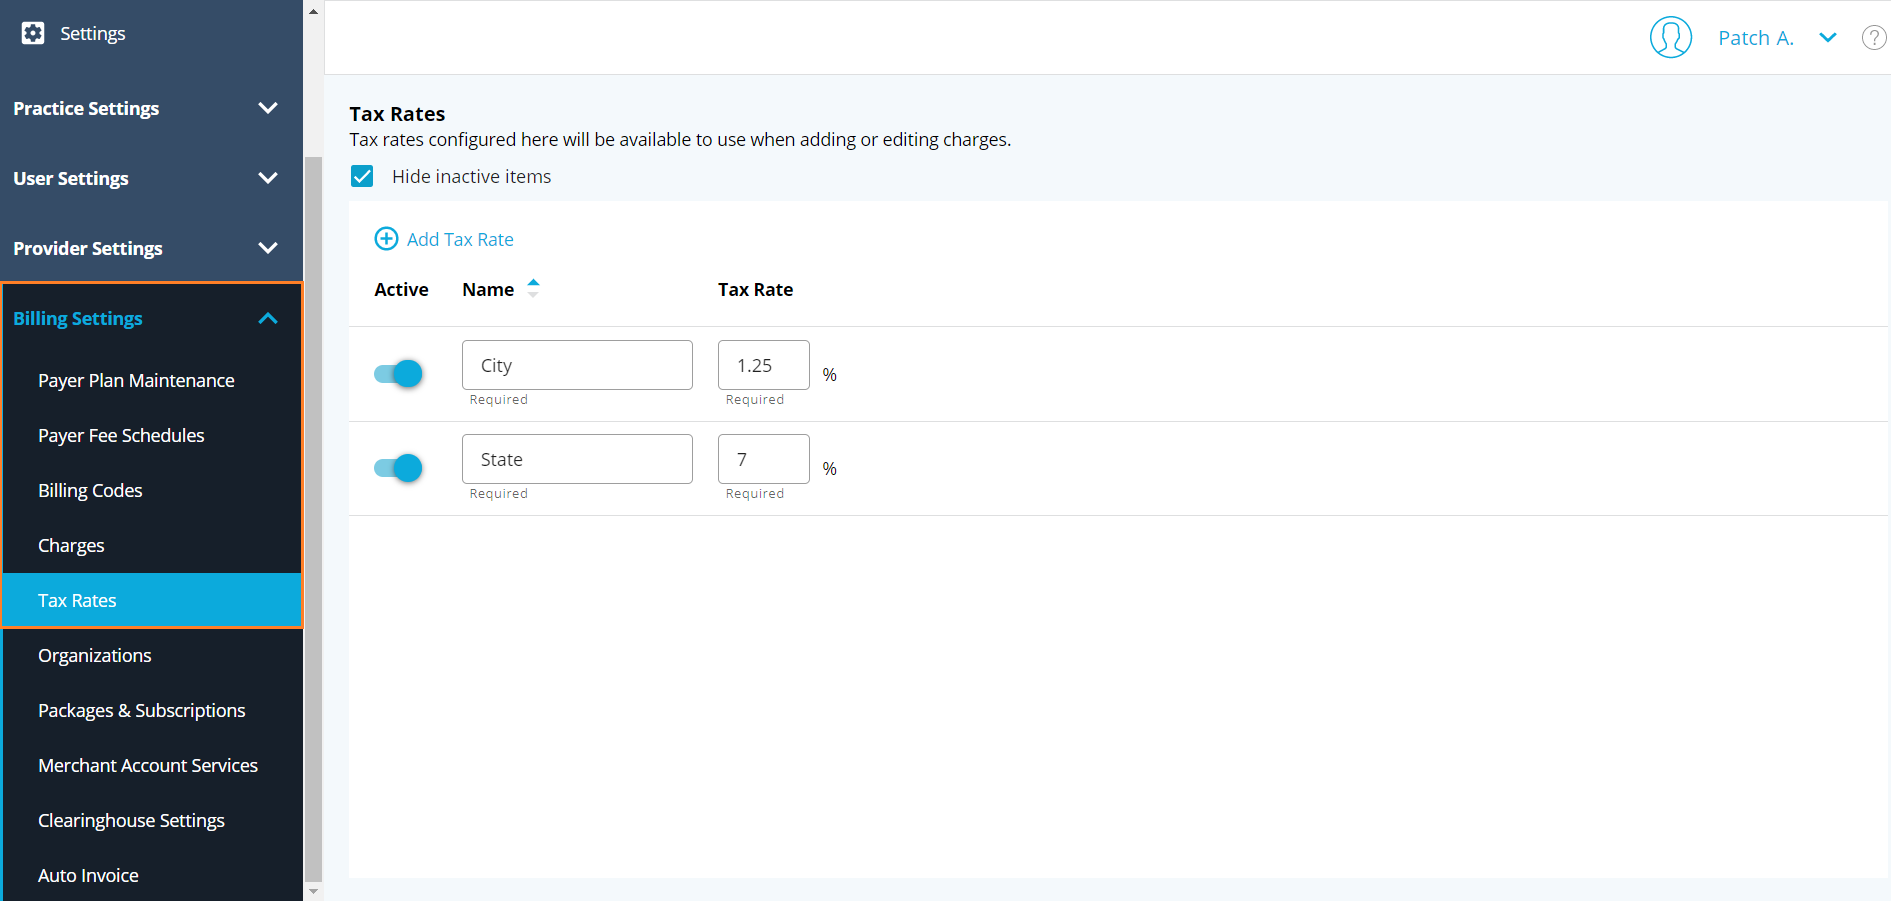 Settings
Practice Settings
User Settings
Provider Settings
Billing Settings
Payer Plan Maintenance
Payer Fee Schedules
Billing Codes
Charges
Tax Rates
Organizations
Packages & Subscriptions
Merchant Account Services
Clearinghouse Settings
Auto Invoice
Patch A. ?
Tax Rates
Tax rates configured here will be available to use when adding or editing charges.
Hide inactive items
Add Tax Rate
Active Name Tax Rate
City 1.25 %
Required Required
State 7 %
Required Required